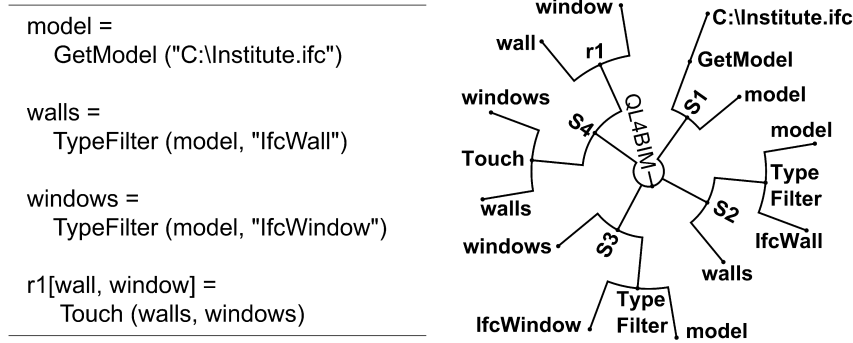 model =
GetModel ("C:\Institute.ifc")
walls =
TypeFilter (model, "IfcWall")
windows =
TypeFilter (model, "IfcWindow")
r1[wall, window] =
Touch (walls, windows)
window
wall
r1
C:\Institute.ifc
GetModel
model
S1
QL4BIM
windows
S4
Touch
walls
model
Type
Filter
IfcWall
S2
walls
S3
windows
IfcWindow
Type
Filter
model